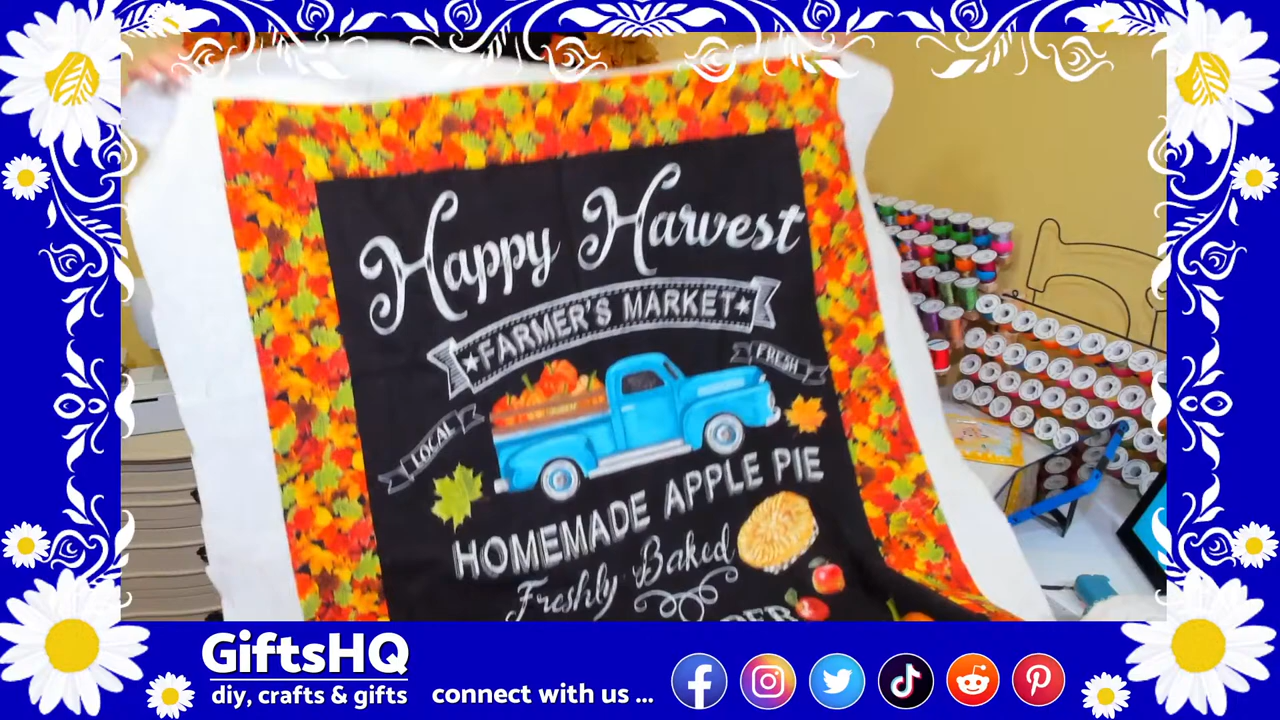 Happy Harvest
FARMER'S MARKET
FRESH
LOCAL
HOMEMADE APPLE PIE
Freshly Baked
GiftsHQ
diy, crafts & gifts
connect with us ...